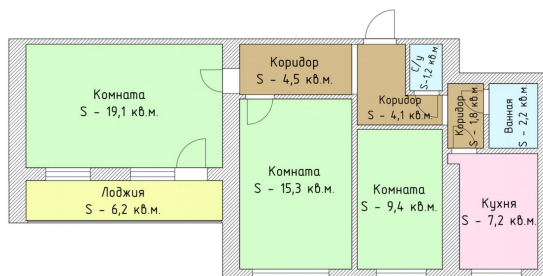 Комната
S - 19,1 кв.м.
Коридор
S - 4,5 кв.м.
С/у
S-1,2 кв.м.
Коридор
S - 4,1 кв.м.
Коридор
S - 1,8 кв.м.
Ванная
S - 2,2 кв.м.
Лоджия
S - 6,2 кв.м.
Комната
S - 15,3 кв.м.
Комната
S - 9,4 кв.м.
Кухня
S - 7,2 кв.м.